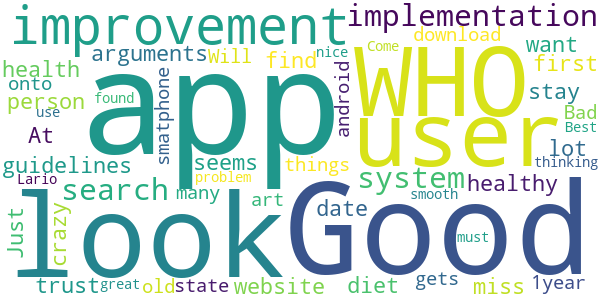 improvement
implementation
app
WHO
user
look
Good
arguments
Will
find
download
want
health
onto
person
found
nice
Come
first
smatphone
android
stay
Bad
use
At
seems
things
lot
Best
guidelines
thinking
Lario
problem
system
healthy
search
many
art
date
smooth
Just
crazy
must
trust
great
old
state
website
diet
gets
miss
1year